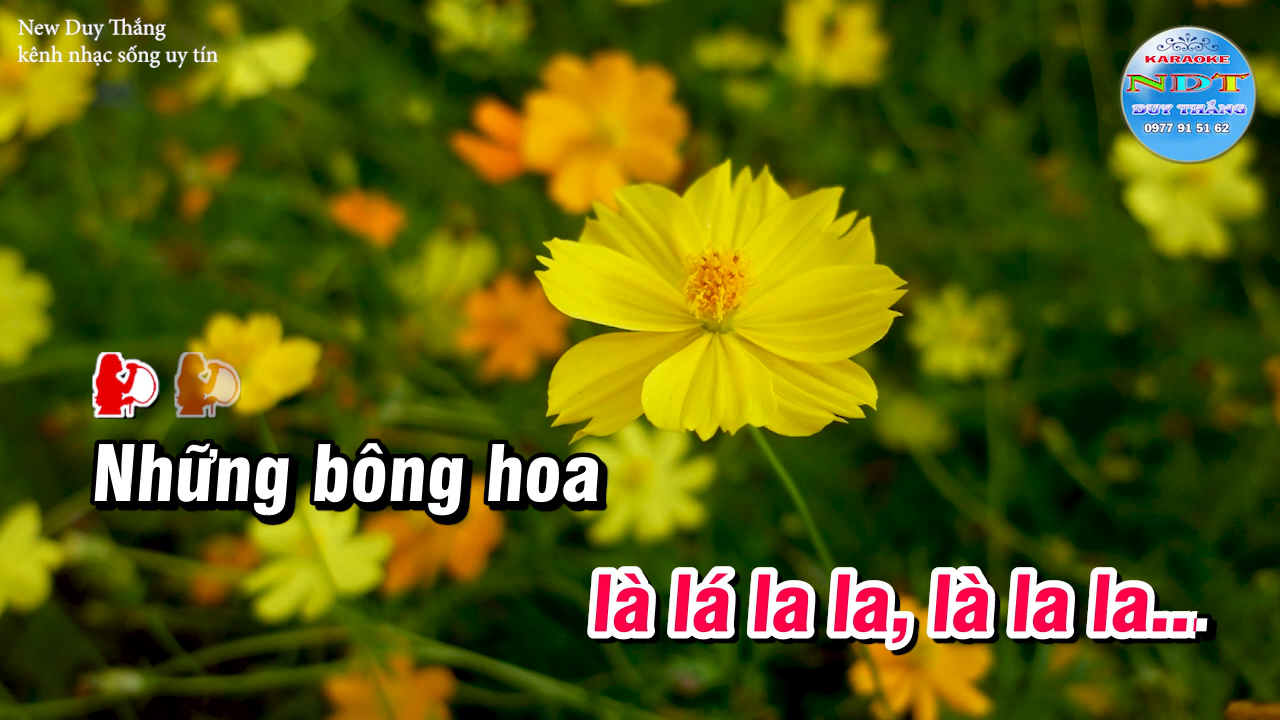 New Duy Thắng
kênh nhạc sống uy tín
KARAOKE
NDT
DUY THẮNG
0977 91 51 62
Những bông hoa
là lá la la, là la la...